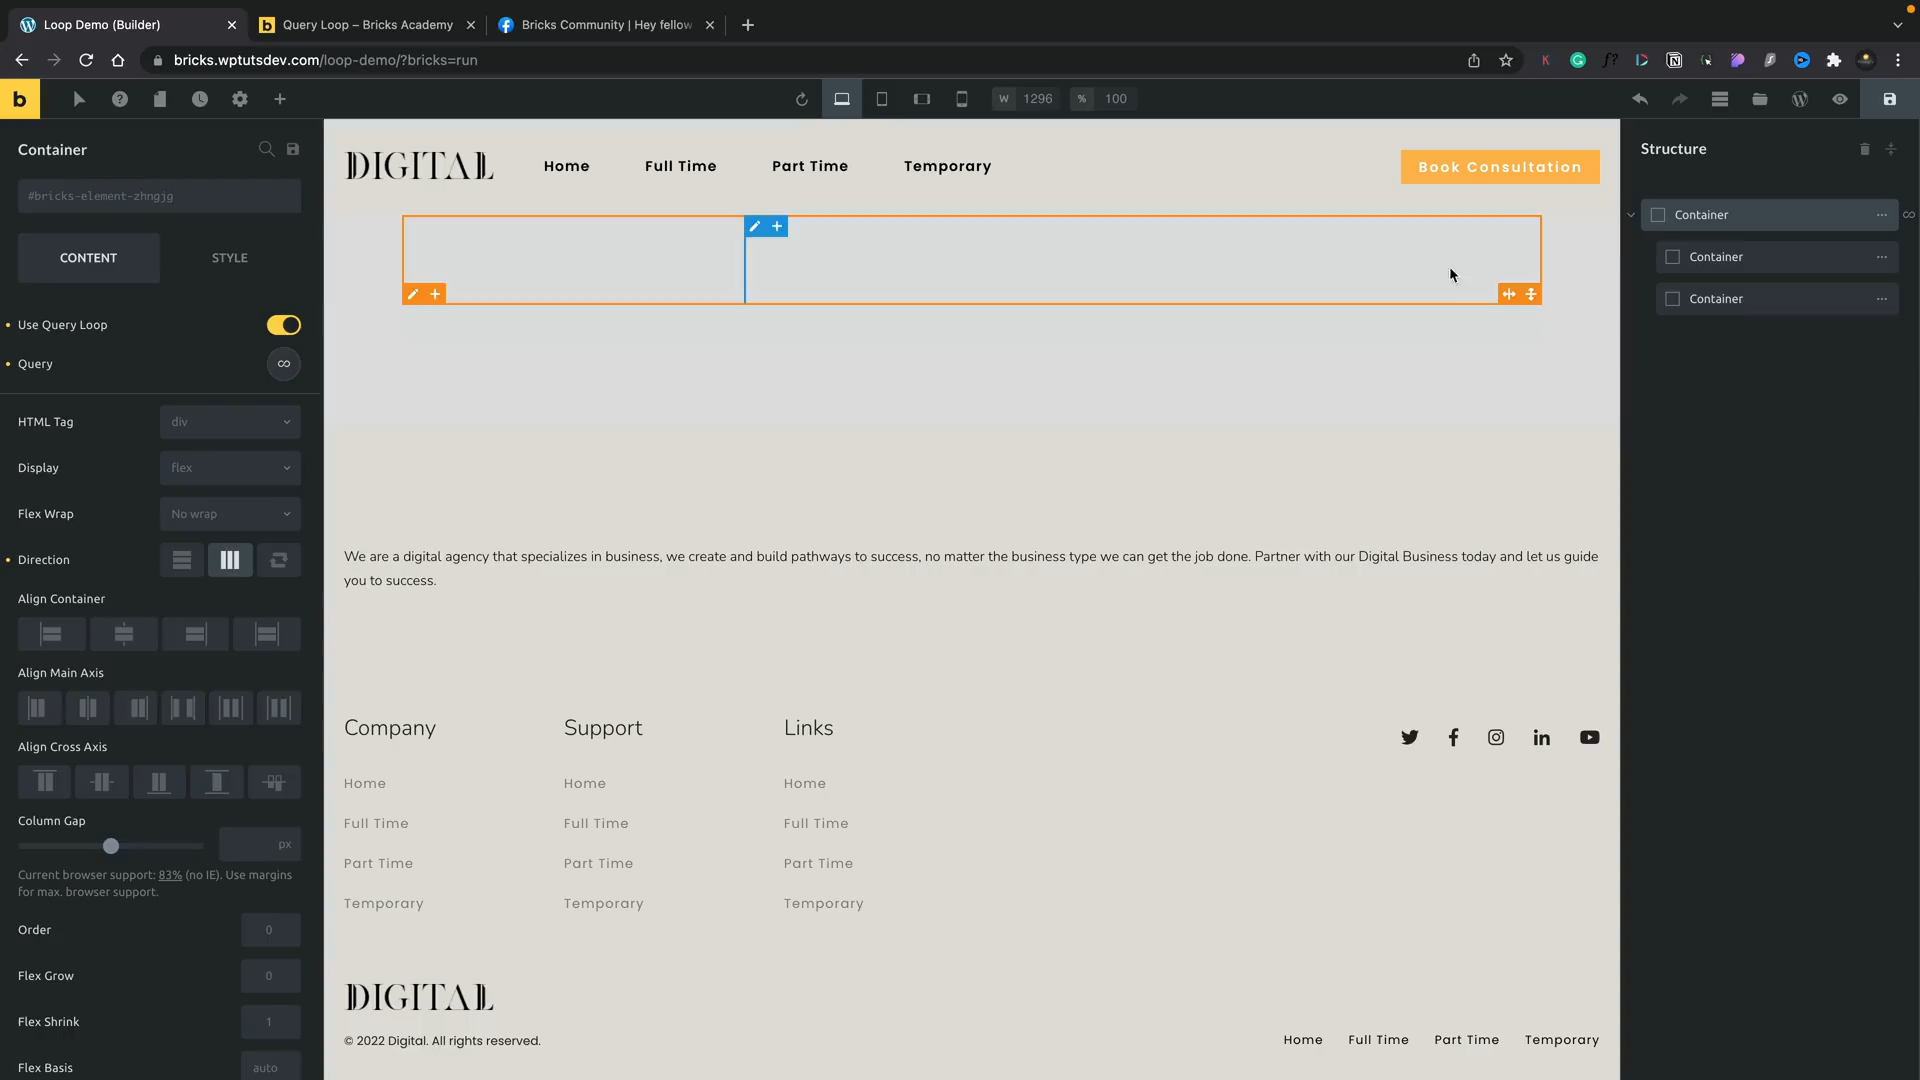 Loop Demo (Builder)
Query Loop – Bricks Academy
Bricks Community | Hey fellow
bricks.wptutsdev.com/loop-demo/?bricks=run
b
W 1296 % 100
Container
#bricks-element-zhngjg
CONTENT
STYLE
Use Query Loop
Query
HTML Tag
div
Display
flex
Flex Wrap
No wrap
Direction
Align Container
Align Main Axis
Align Cross Axis
Column Gap
px
Current browser support: 83% (no IE). Use margins
for max. browser support.
Order
0
Flex Grow
0
Flex Shrink
1
Flex Basis
auto
DIGITAL
Home
Full Time
Part Time
Temporary
Book Consultation
We are a digital agency that specializes in business, we create and build pathways to success, no matter the business type we can get the job done. Partner with our Digital Business today and let us guide
you to success.
Company
Home
Full Time
Part Time
Temporary
Support
Home
Full Time
Part Time
Temporary
Links
Home
Full Time
Part Time
Temporary
DIGITAL
© 2022 Digital. All rights reserved.
Home
Full Time
Part Time
Temporary
Structure
Container
Container
Container